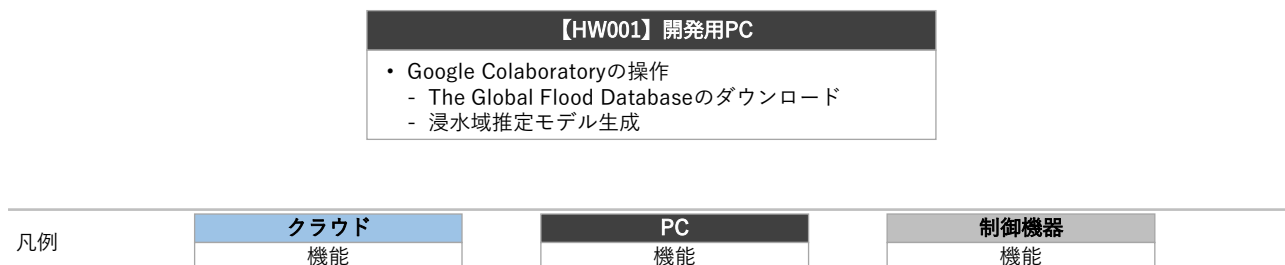 【HW001】開発用PC
• Google Colaboratoryの操作
- The Global Flood Databaseのダウンロード
- 浸水域推定モデル生成
凡例
クラウド
機能
PC
機能
制御機器
機能